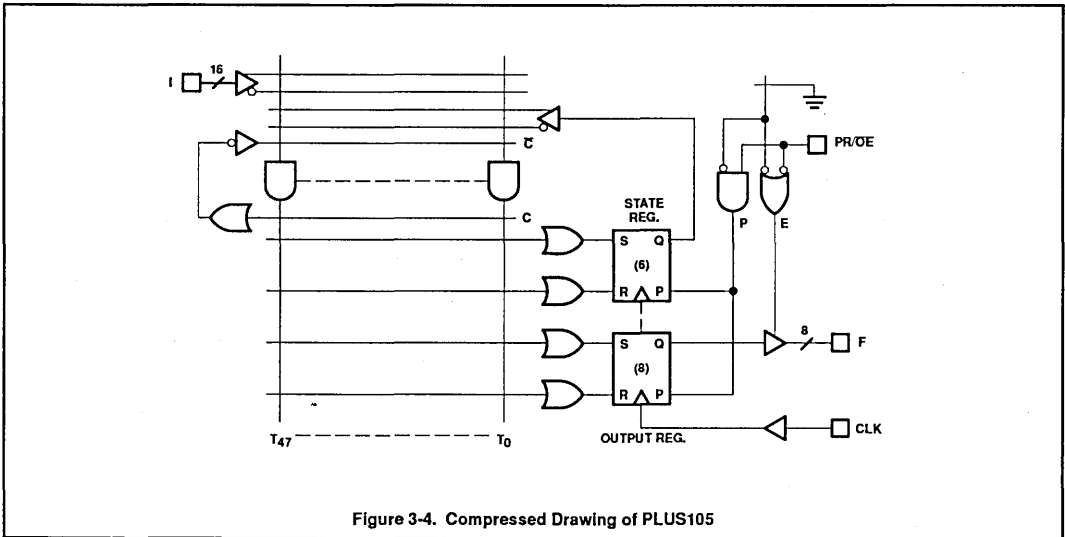 I
16
C̅
PR/O̅E̅
C
STATE
REG.
P
E
S
Q
(6)
R
P
S
Q
(8)
R
P
8
F
T47
T0
OUTPUT REG.
CLK
Figure 3-4. Compressed Drawing of PLUS105